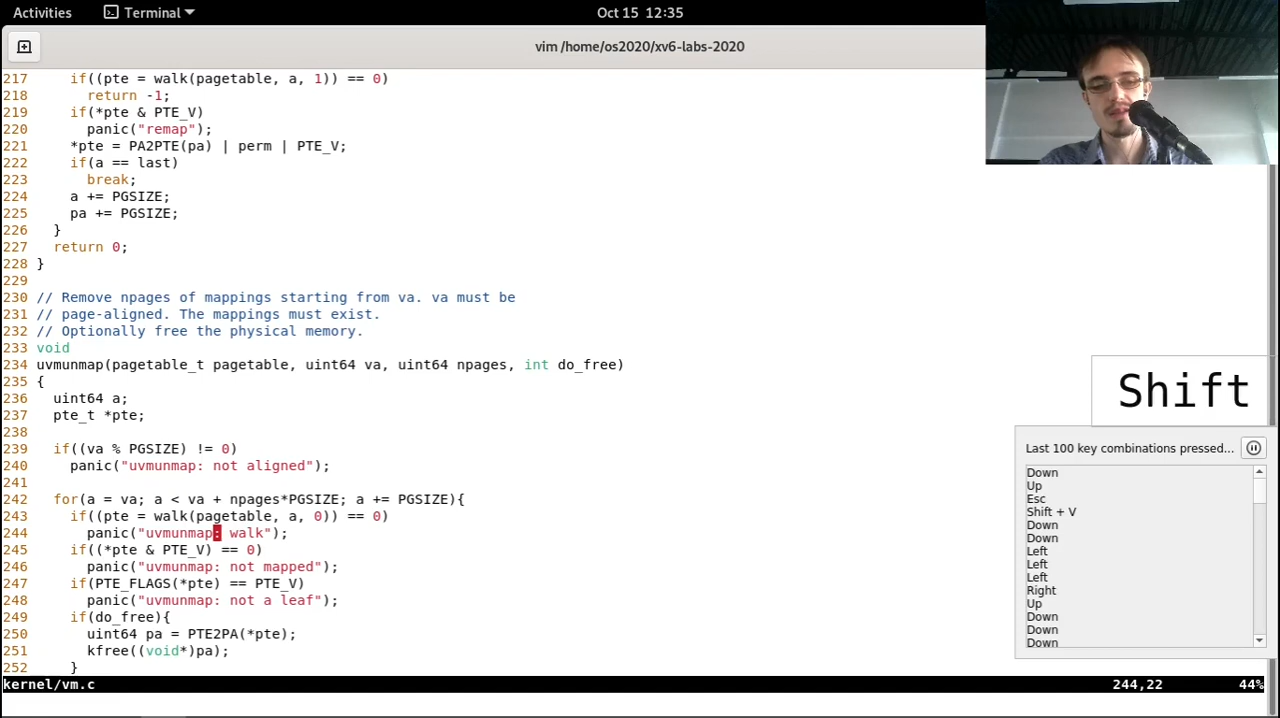 Activities Terminal Oct 15 12:35
vim /home/os2020/xv6-labs-2020
217     if((pte = walk(pagetable, a, 1)) == 0)
218       return -1;
219     if(*pte & PTE_V)
220       panic("remap");
221     *pte = PA2PTE(pa) | perm | PTE_V;
222     if(a == last)
223       break;
224     a += PGSIZE;
225     pa += PGSIZE;
226   }
227   return 0;
228 }
229
230 // Remove npages of mappings starting from va. va must be
231 // page-aligned. The mappings must exist.
232 // Optionally free the physical memory.
233 void
234 uvmunmap(pagetable_t pagetable, uint64 va, uint64 npages, int do_free)
235 {
236   uint64 a;
237   pte_t *pte;
238
239   if((va % PGSIZE) != 0)
240     panic("uvmunmap: not aligned");
241
242   for(a = va; a < va + npages*PGSIZE; a += PGSIZE){
243     if((pte = walk(pagetable, a, 0)) == 0)
244       panic("uvmunmap: walk");
245     if((*pte & PTE_V) == 0)
246       panic("uvmunmap: not mapped");
247     if(PTE_FLAGS(*pte) == PTE_V)
248       panic("uvmunmap: not a leaf");
249     if(do_free){
250       uint64 pa = PTE2PA(*pte);
251       kfree((void*)pa);
252     }
kernel/vm.c 244,22 44%
Shift
Last 100 key combinations pressed...
Down
Up
Esc
Shift + V
Down
Down
Left
Left
Left
Right
Up
Down
Down
Down